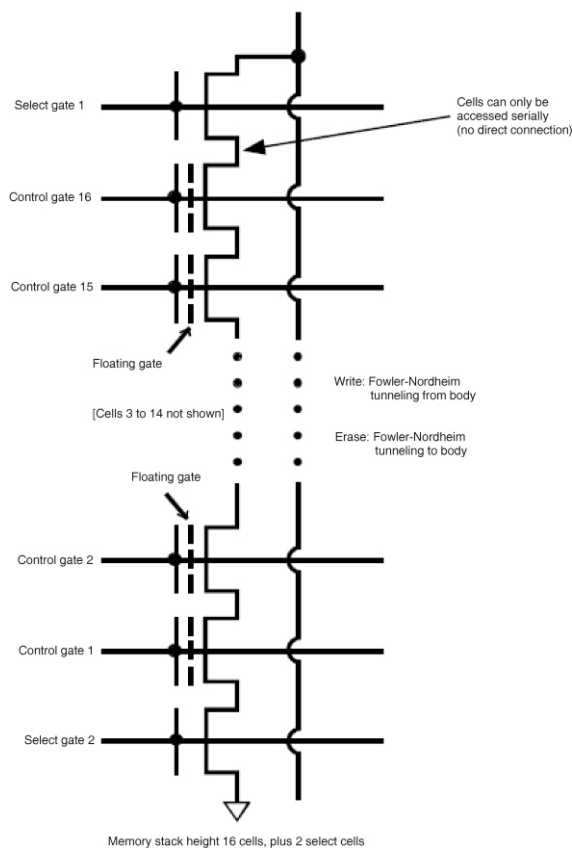 Select gate 1
Cells can only be
accessed serially
(no direct connection)
Control gate 16
Control gate 15
Floating gate
Write: Fowler-Nordheim
tunneling from body
[Cells 3 to 14 not shown]
Erase: Fowler-Nordheim
tunneling to body
Floating gate
Control gate 2
Control gate 1
Select gate 2
Memory stack height 16 cells, plus 2 select cells